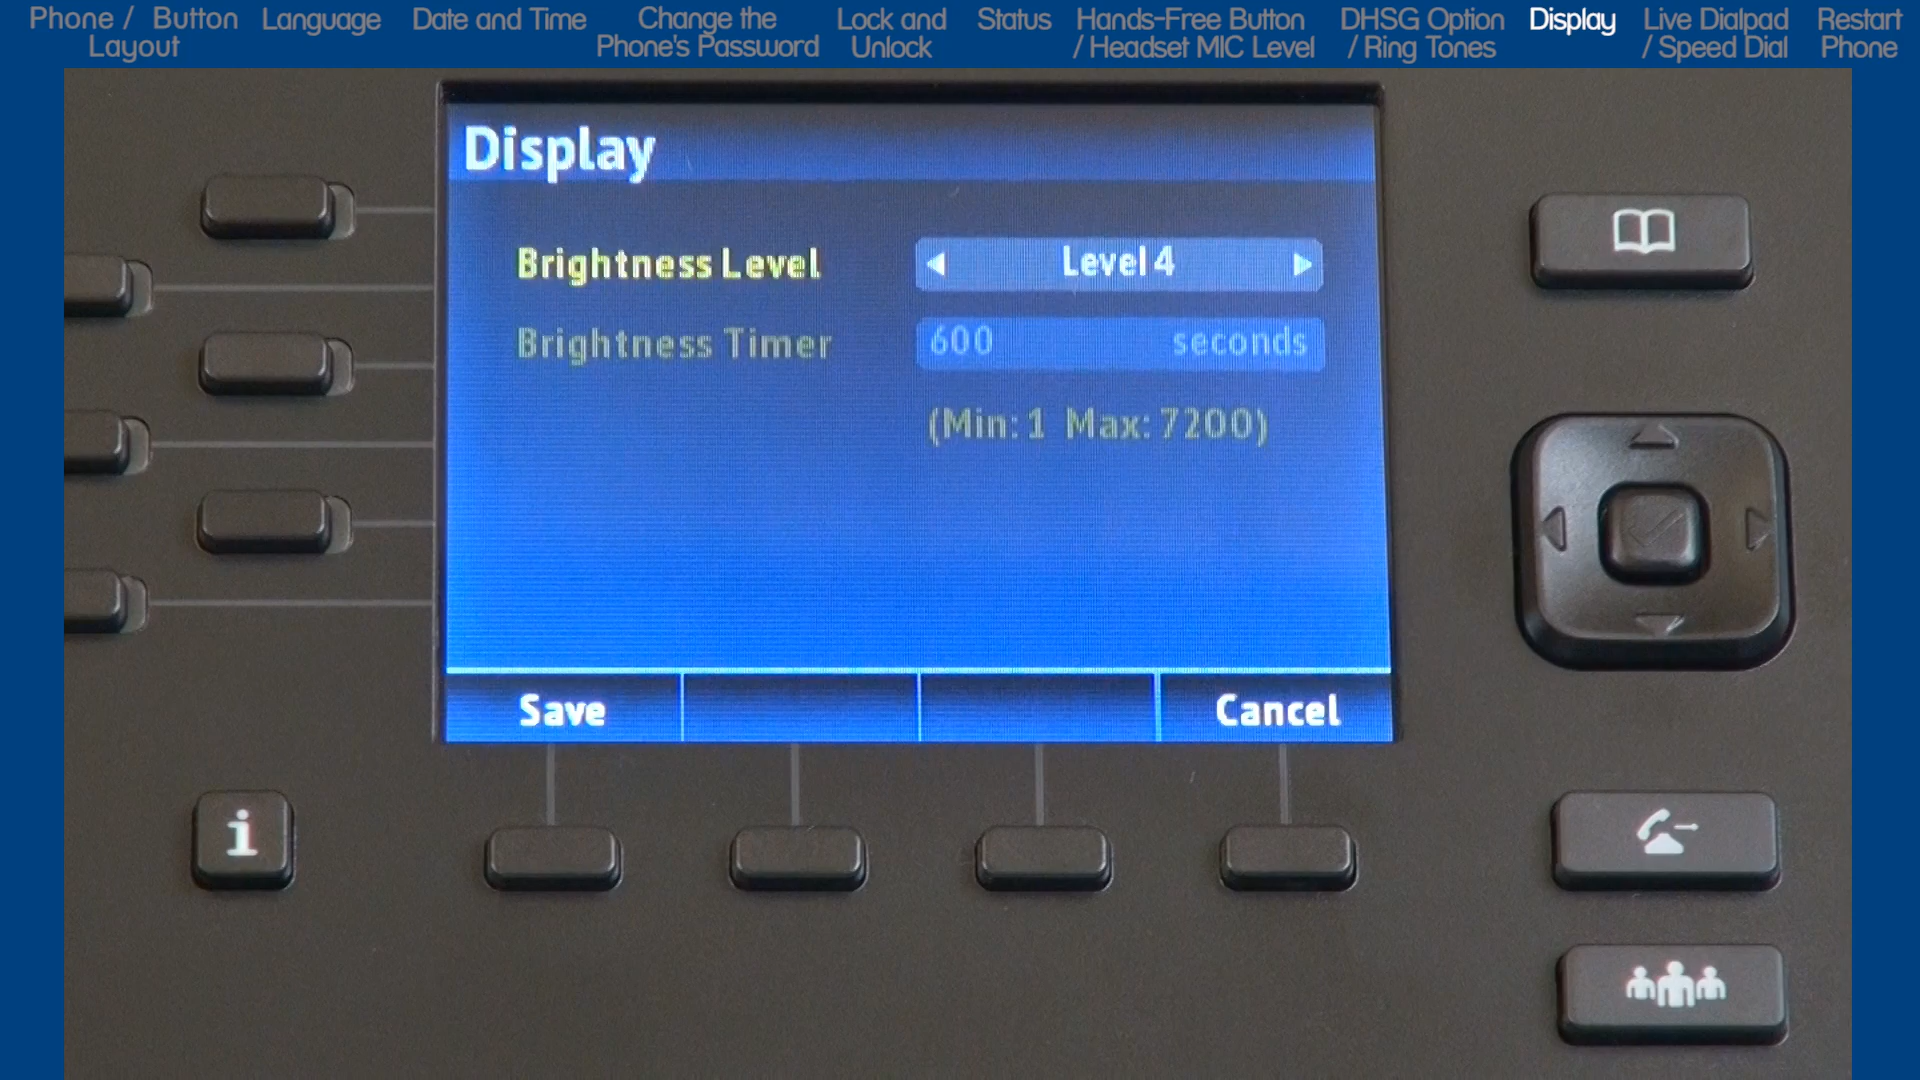 Phone / Button Layout
Language
Date and Time
Change the Phone's Password
Lock and Unlock
Status
Hands-Free Button / Headset MIC Level
DHSG Option / Ring Tones
Display
Live Dialpad / Speed Dial
Restart Phone
Display
Brightness Level Level 4
Brightness Timer 600 seconds
(Min: 1 Max: 7200)
Save Cancel
i